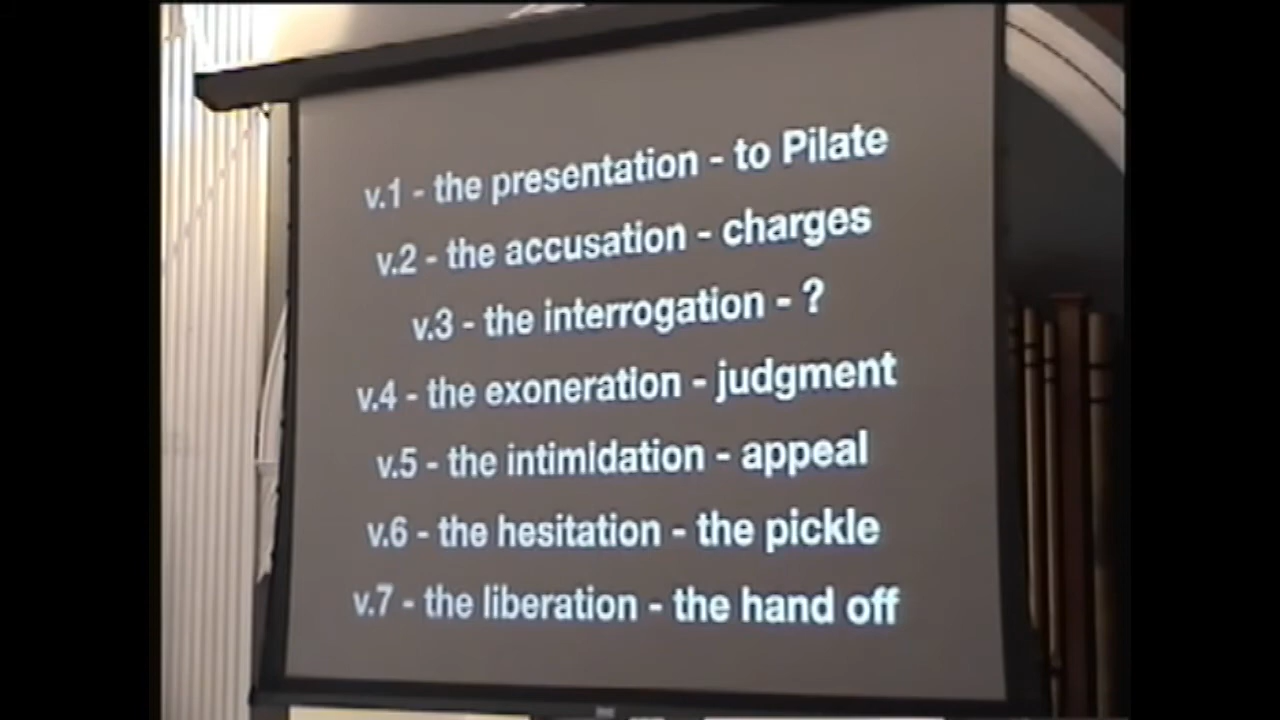 v.1 - the presentation - to Pilate
v.2 - the accusation - charges
v.3 - the interrogation - ?
v.4 - the exoneration - judgment
v.5 - the intimidation - appeal
v.6 - the hesitation - the pickle
v.7 - the liberation - the hand off